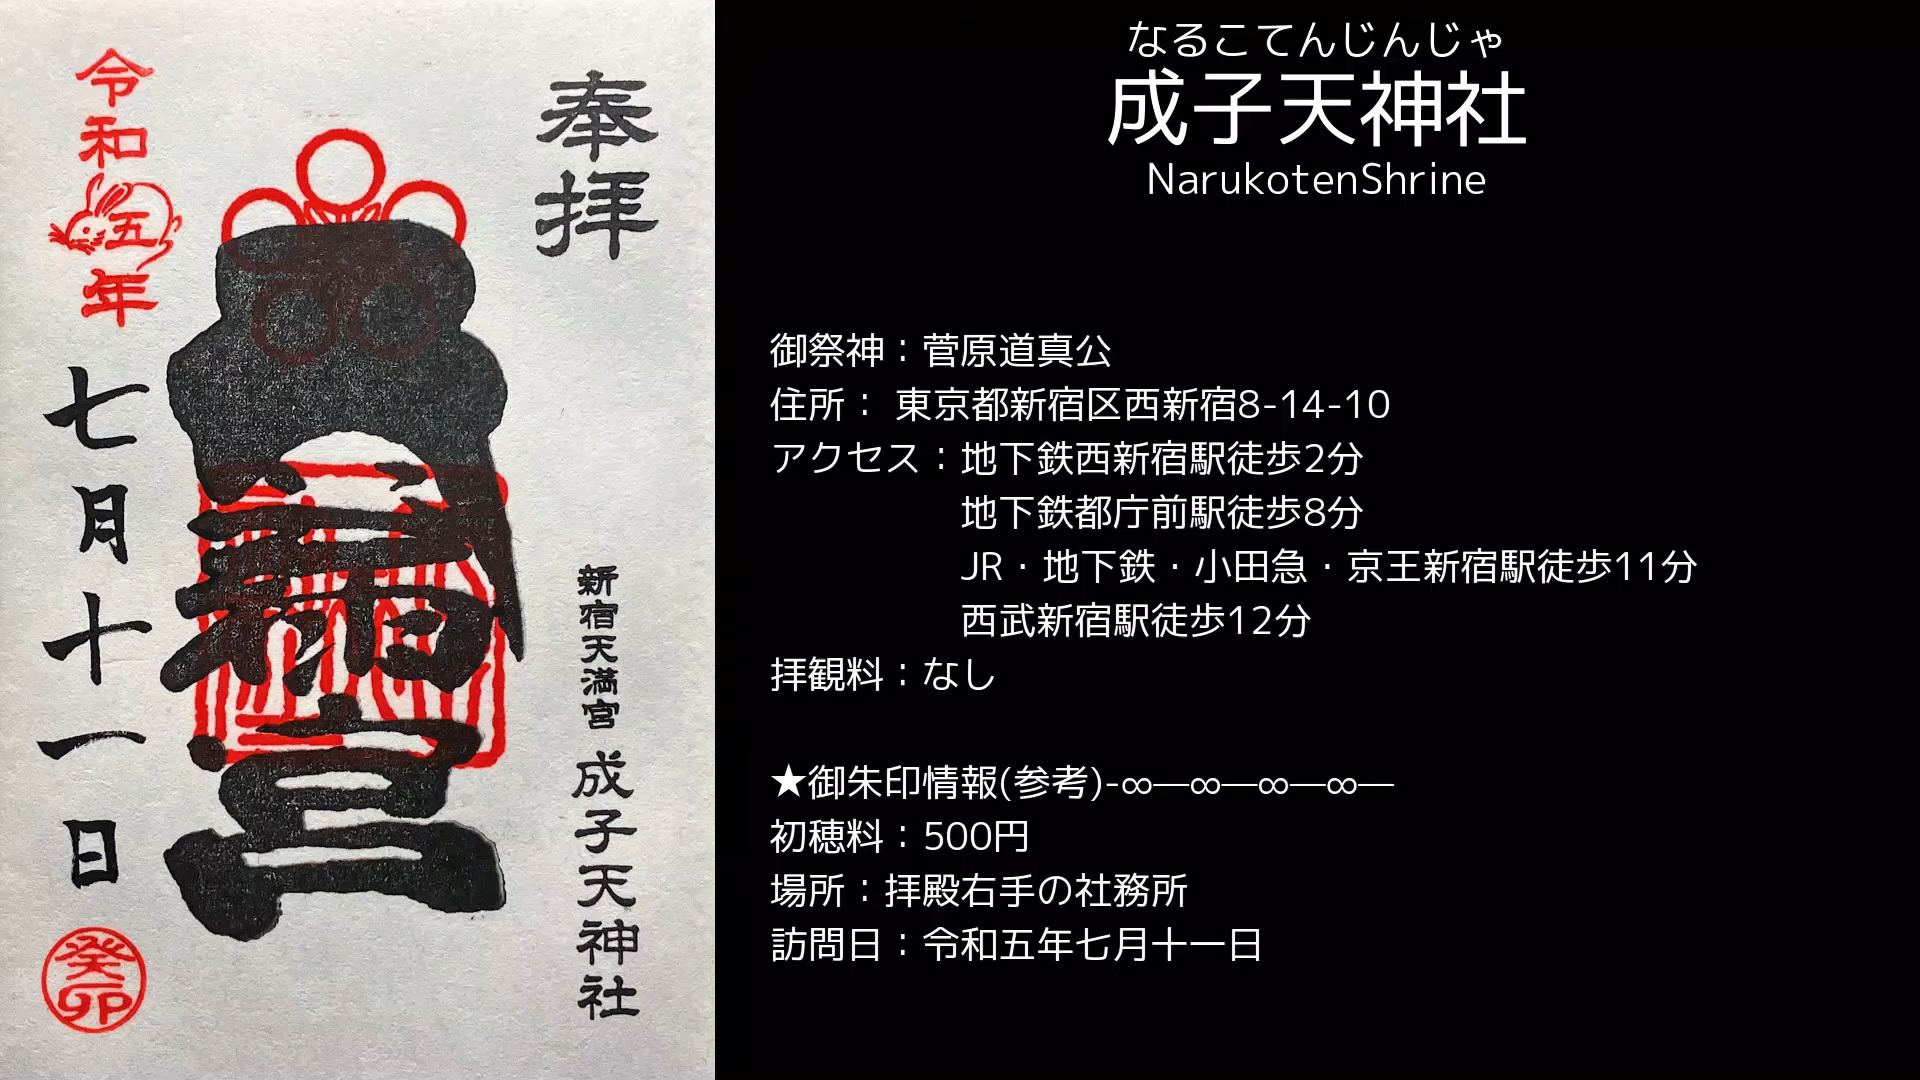 奉拝
新宿天満宮 成子天神社
令和五年
七月十一日
癸卯
なるこてんじんじゃ
成子天神社
NarukotenShrine
御祭神：菅原道真公
住所： 東京都新宿区西新宿8-14-10
アクセス：地下鉄西新宿駅徒歩2分
地下鉄都庁前駅徒歩8分
JR・地下鉄・小田急・京王新宿駅徒歩11分
西武新宿駅徒歩12分
拝観料：なし
★御朱印情報(参考)-∞—∞—∞—∞—
初穂料：500円
場所：拝殿右手の社務所
訪問日：令和五年七月十一日